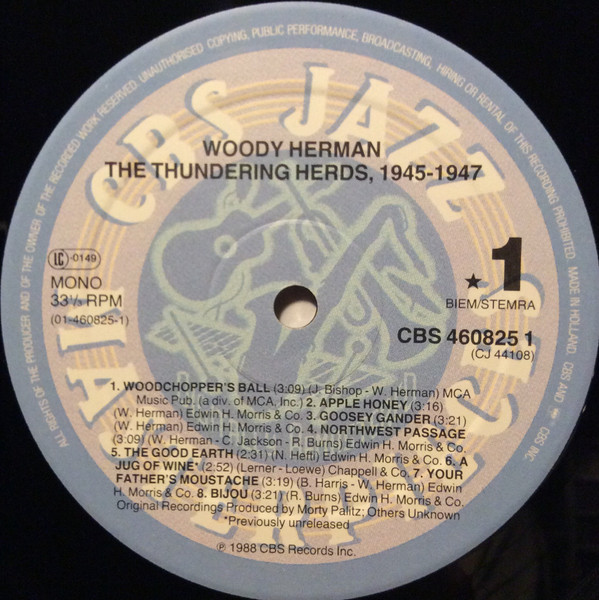 ALL RIGHTS OF THE PRODUCER AND OF THE OWNER OF THE RECORDED WORK RESERVED. UNAUTHORISED COPYING, PUBLIC PERFORMANCE, BROADCASTING, HIRING OR RENTAL OF THIS RECORDING PROHIBITED. MADE IN HOLLAND. CBS AND CBS INC.
CBS JAZZ
MASTERPIECES
WOODY HERMAN
THE THUNDERING HERDS, 1945-1947
LC-0149
MONO
33⅓ RPM
(01-460825-1)
★ 1
BIEM/STEMRA
CBS 460825 1
(CJ 44108)
1. WOODCHOPPER'S BALL (3:09) (J. Bishop - W. Herman) MCA
Music Pub. (a div. of MCA, Inc.) 2. APPLE HONEY (3:16)
(W. Herman) Edwin H. Morris & Co. 3. GOOSEY GANDER (3:21)
(W. Herman) Edwin H. Morris & Co. 4. NORTHWEST PASSAGE
(3:09) (W. Herman - C. Jackson - R. Burns) Edwin H. Morris & Co.
5. THE GOOD EARTH (2:31) (N. Hefti) Edwin H. Morris & Co. 6. A
JUG OF WINE* (2:52) (Lerner - Loewe) Chappell & Co. 7. YOUR
FATHER'S MOUSTACHE (3:19) (B. Harris - W. Herman) Edwin
H. Morris & Co. 8. BIJOU (3:21) (R. Burns) Edwin H. Morris & Co.
Original Recordings Produced by Morty Palitz; Others Unknown
*Previously unreleased
℗ 1988 CBS Records Inc.